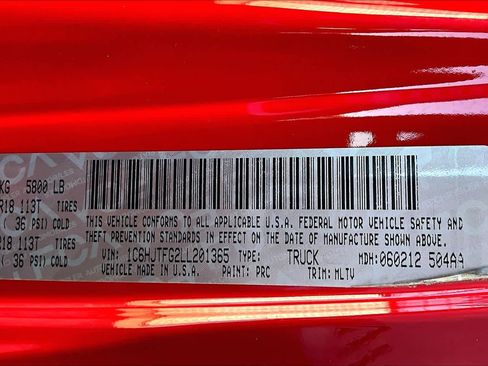 KG 5800 LB
R18 113T TIRES
( 36 PSI) COLD
R18 113T TIRES
( 36 PSI) COLD
THIS VEHICLE CONFORMS TO ALL APPLICABLE U.S.A. FEDERAL MOTOR VEHICLE SAFETY AND
THEFT PREVENTION STANDARDS IN EFFECT ON THE DATE OF MANUFACTURE SHOWN ABOVE.
VIN: 1C6HJTFG2LL201365 TYPE: TRUCK MDH: 060212 504AA
VEHICLE MADE IN U.S.A. PAINT: PRC TRIM: MLTV